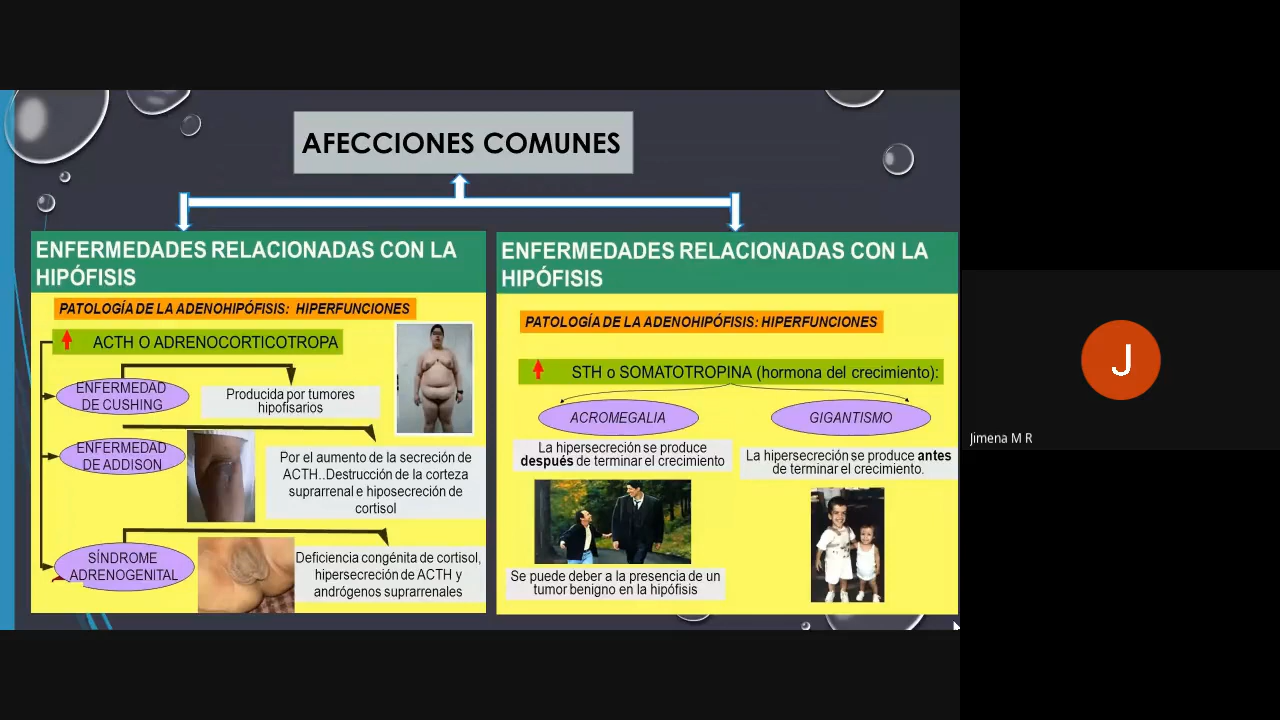 AFECCIONES COMUNES
ENFERMEDADES RELACIONADAS CON LA
HIPÓFISIS
PATOLOGÍA DE LA ADENOHIPÓFISIS: HIPERFUNCIONES
ACTH O ADRENOCORTICOTROPA
ENFERMEDAD
DE CUSHING
Producida por tumores
hipofisarios
ENFERMEDAD
DE ADDISON
Por el aumento de la secreción de
ACTH..Destrucción de la corteza
suprarrenal e hiposecreción de
cortisol
SÍNDROME
ADRENOGENITAL
Deficiencia congénita de cortisol,
hipersecreción de ACTH y
andrógenos suprarrenales
ENFERMEDADES RELACIONADAS CON LA
HIPÓFISIS
PATOLOGÍA DE LA ADENOHIPÓFISIS: HIPERFUNCIONES
STH o SOMATOTROPINA (hormona del crecimiento):
ACROMEGALIA
La hipersecreción se produce
después de terminar el crecimiento
Se puede deber a la presencia de un
tumor benigno en la hipófisis
GIGANTISMO
La hipersecreción se produce antes
de terminar el crecimiento.
J
Jimena M R